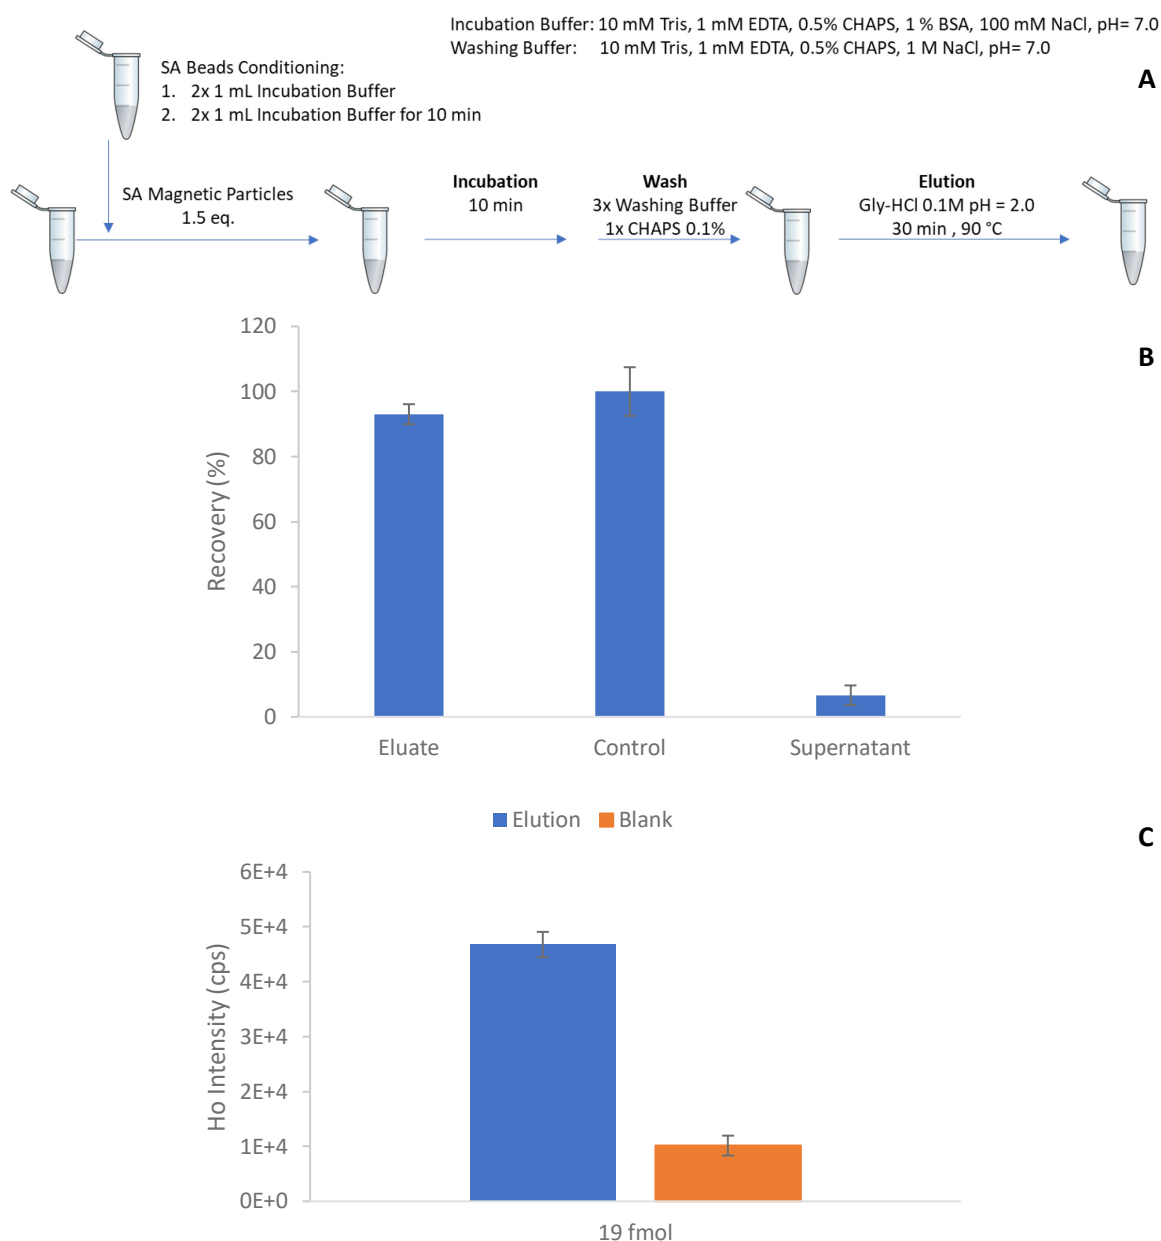 Incubation Buffer: 10 mM Tris, 1 mM EDTA, 0.5% CHAPS, 1 % BSA, 100 mM NaCl, pH= 7.0
Washing Buffer: 10 mM Tris, 1 mM EDTA, 0.5% CHAPS, 1 M NaCl, pH= 7.0
A
SA Beads Conditioning:
1. 2x 1 mL Incubation Buffer
2. 2x 1 mL Incubation Buffer for 10 min
SA Magnetic Particles
1.5 eq.
Incubation
10 min
Wash
3x Washing Buffer
1x CHAPS 0.1%
Elution
Gly-HCl 0.1M pH = 2.0
30 min , 90 °C
B
Recovery (%)
120
100
80
60
40
20
0
Eluate
Control
Supernatant
C
Elution
Blank
Ho Intensity (cps)
6E+4
5E+4
4E+4
3E+4
2E+4
1E+4
0E+0
19 fmol